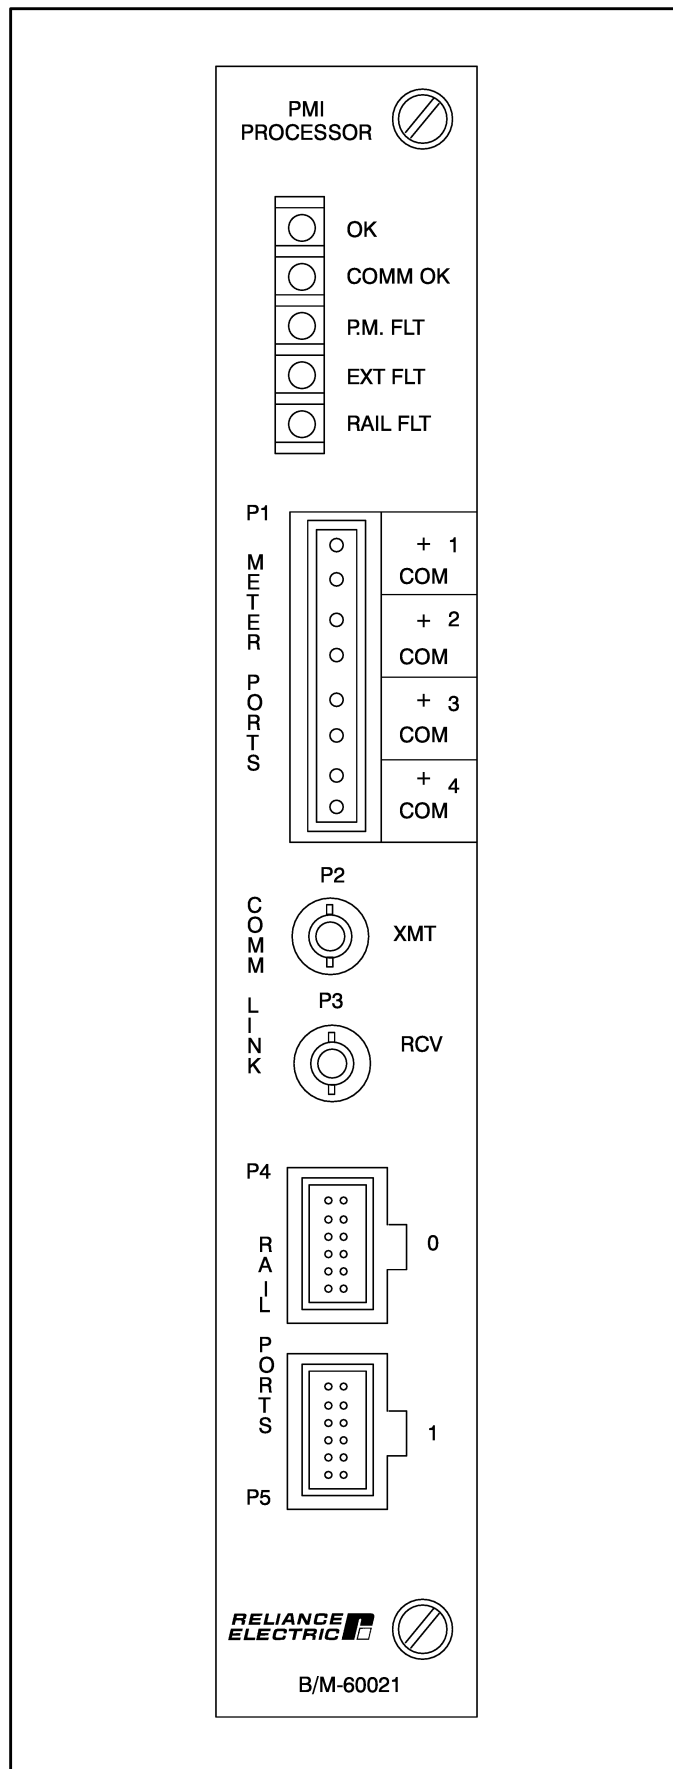 PMI
PROCESSOR
OK
COMM OK
P.M. FLT
EXT FLT
RAIL FLT
P1
METER PORTS
+ 1
COM
+ 2
COM
+ 3
COM
+ 4
COM
P2
COMM LINK
XMT
P3
RCV
P4
RAIL PORTS
0
1
P5
RELIANCE
ELECTRIC
B/M-60021